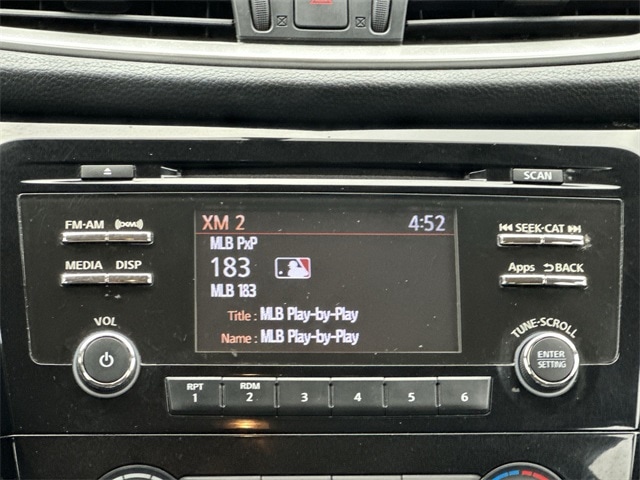 SCAN
FM-AM ((XM))
XM 2 4:52
SEEK-CAT
MLB PxP
MEDIA DISP
183
Apps BACK
MLB 183
Title : MLB Play-by-Play
Name : MLB Play-by-Play
VOL
TUNE·SCROLL
ENTER
SETTING
RPT
1
RDM
2
3
4
5
6